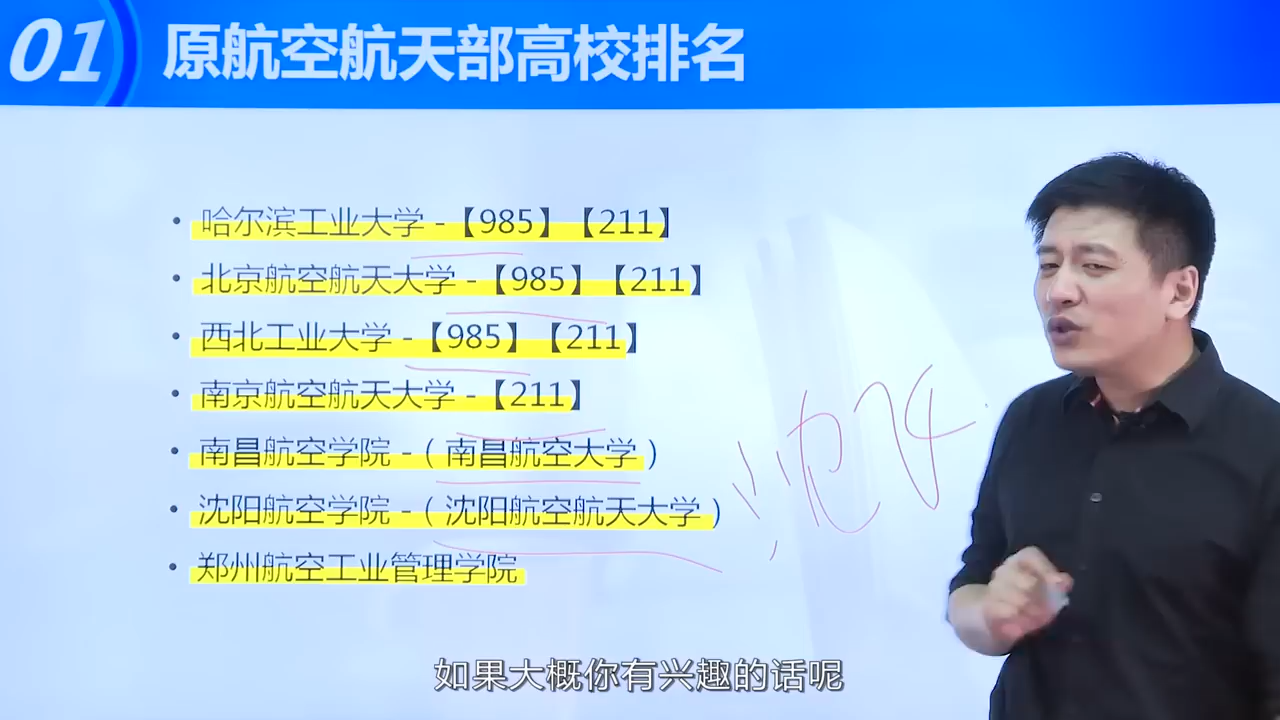 01 原航空航天部高校排名
• 哈尔滨工业大学 -【985】【211】
• 北京航空航天大学 -【985】【211】
• 西北工业大学 -【985】【211】
• 南京航空航天大学 -【211】
• 南昌航空学院 -（南昌航空大学）
• 沈阳航空学院 -（沈阳航空航天大学）
• 郑州航空工业管理学院
沈飞
如果大概你有兴趣的话呢